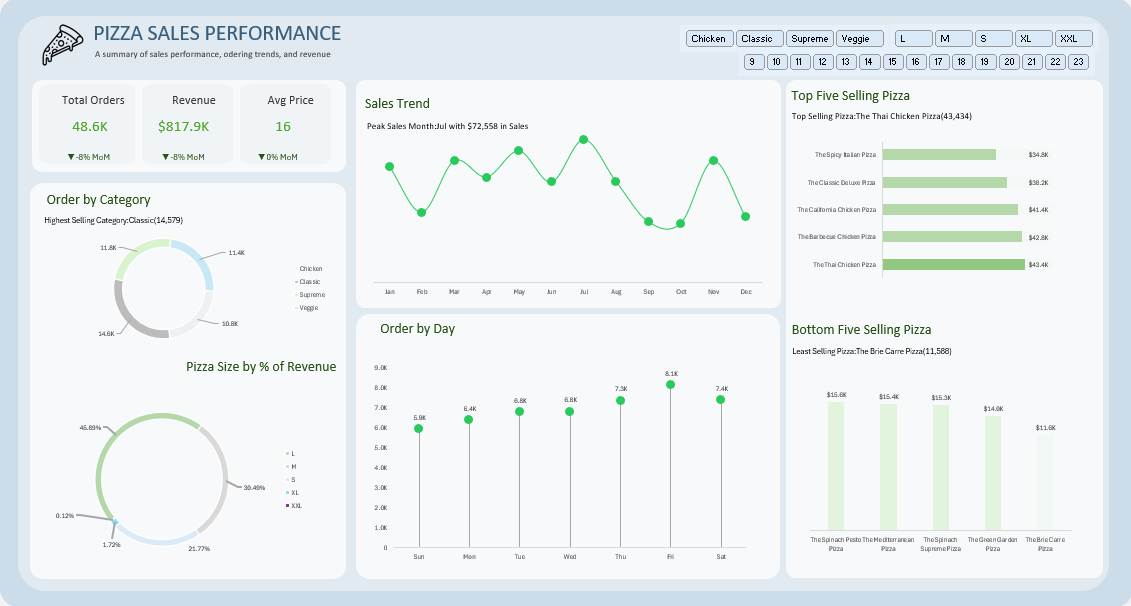 PIZZA SALES PERFORMANCE
A summary of sales performance, odering trends, and revenue
Chicken Classic Supreme Veggie L M S XL XXL
9 10 11 12 13 14 15 16 17 18 19 20 21 22 23
Total Orders
48.6K
▼-8% MoM
Revenue
$817.9K
▼-8% MoM
Avg Price
16
▼0% MoM
Order by Category
Highest Selling Category:Classic(14,579)
11.8K
11.4K
14.6K
10.8K
Chicken
Classic
Supreme
Veggie
Pizza Size by % of Revenue
45.89%
30.49%
0.12%
1.72%
21.77%
L
M
S
XL
XXL
Sales Trend
Peak Sales Month:Jul with $72,558 in Sales
Jan Feb Mar Apr May Jun Jul Aug Sep Oct Nov Dec
Order by Day
9.0K
8.0K
7.0K
6.0K
5.0K
4.0K
3.0K
2.0K
1.0K
0
5.9K 6.4K 6.8K 6.8K 7.3K 8.1K 7.4K
Sun Mon Tue Wed Thu Fri Sat
Top Five Selling Pizza
Top Selling Pizza:The Thai Chicken Pizza(43,434)
The Spicy Italian Pizza $34.8K
The Classic Deluxe Pizza $38.2K
The California Chicken Pizza $41.4K
The Barbecue Chicken Pizza $42.8K
The Thai Chicken Pizza $43.4K
Bottom Five Selling Pizza
Least Selling Pizza:The Brie Carre Pizza(11,588)
$15.6K $15.4K $15.3K $14.0K $11.6K
The Spinach Pesto The Mediterranean The Spinach The Green Garden The Brie Carre
Pizza Pizza Supreme Pizza Pizza Pizza